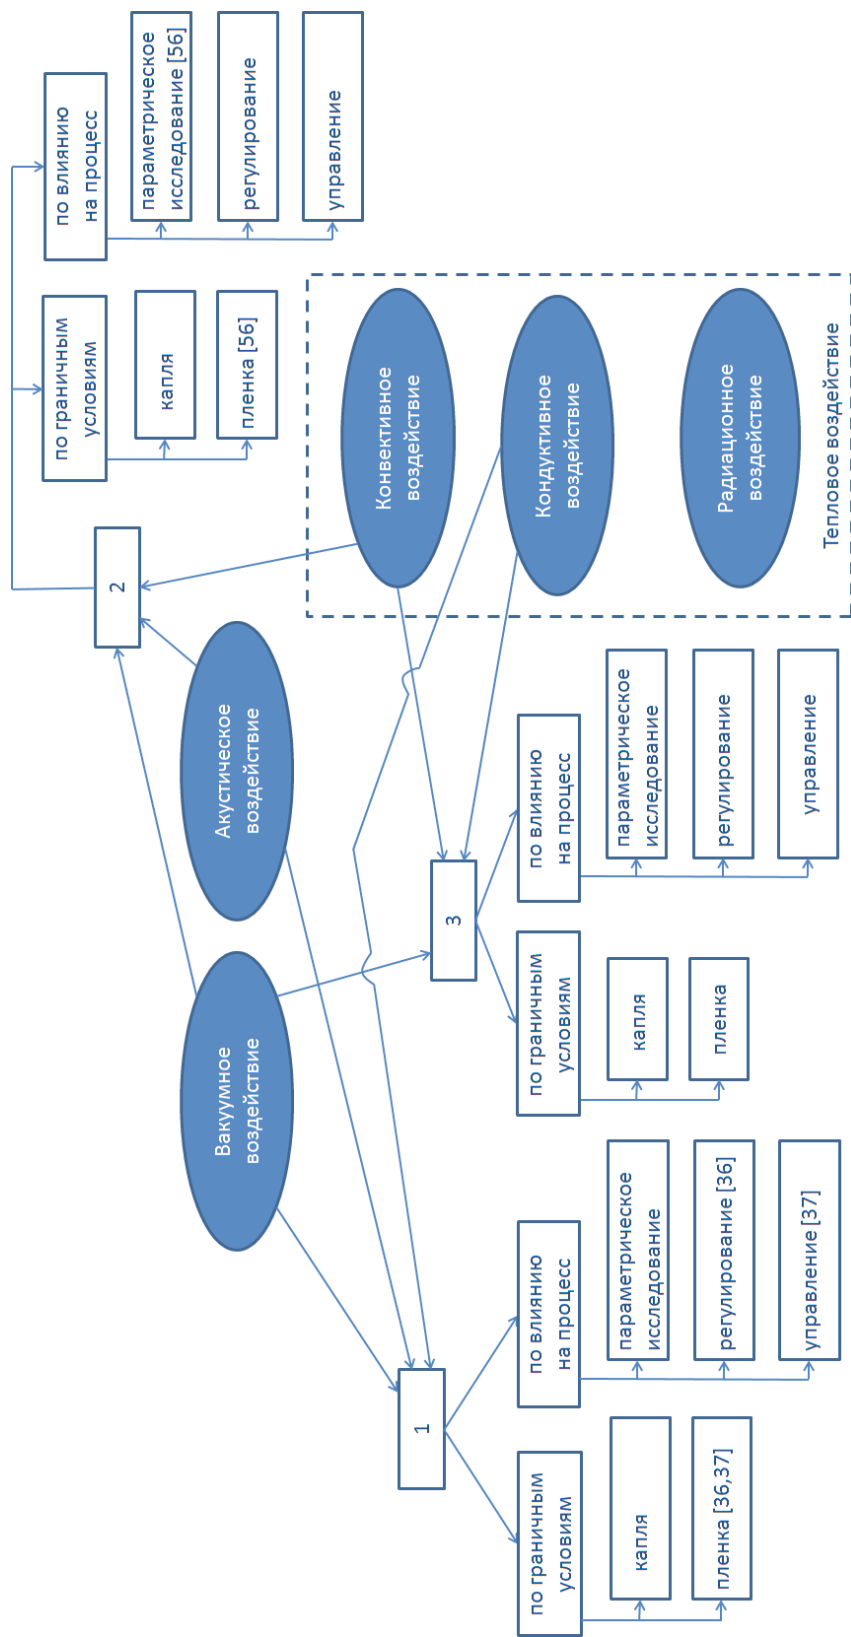 2
по граничным
условиям
капля
пленка [56]
по влиянию
на процесс
параметрическое
исследование [56]
регулирование
управление
Вакуумное
воздействие
Акустическое
воздействие
Конвективное
воздействие
Кондуктивное
воздействие
Радиационное
воздействие
Тепловое воздействие
1
по граничным
условиям
капля
пленка [36,37]
по влиянию
на процесс
параметрическое
исследование
регулирование [36]
управление [37]
3
по граничным
условиям
капля
пленка
по влиянию
на процесс
параметрическое
исследование
регулирование
управление